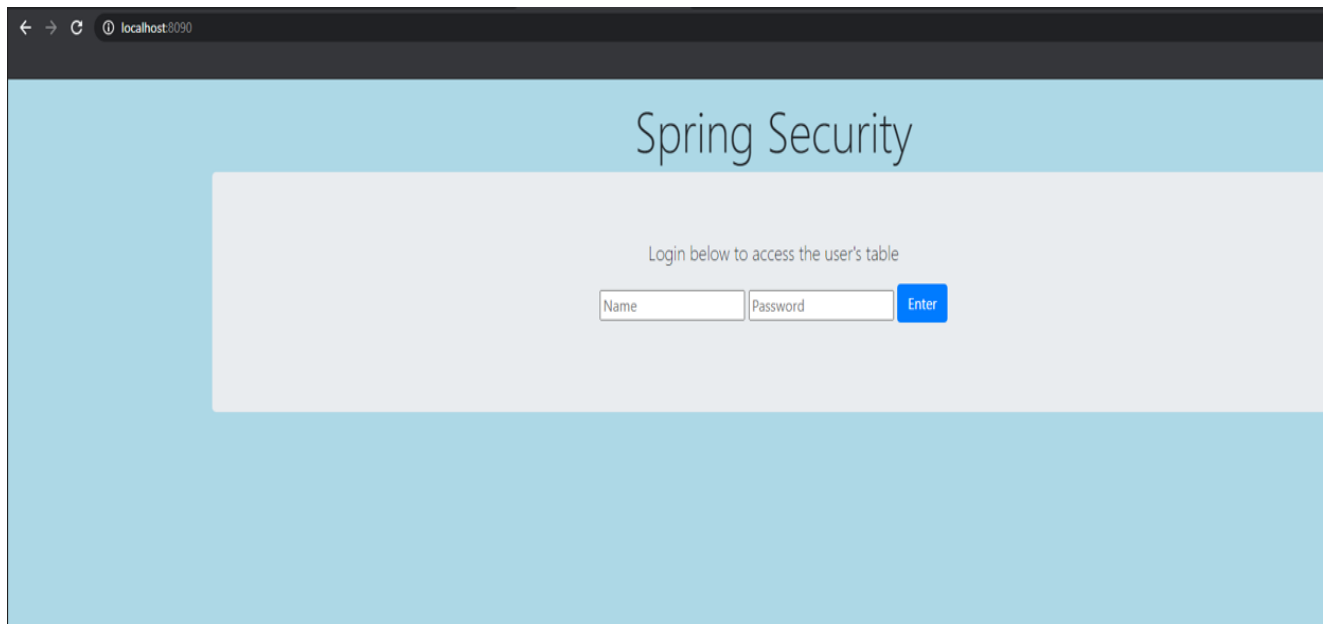 localhost:8090
Spring Security
Login below to access the user's table
Name Password Enter